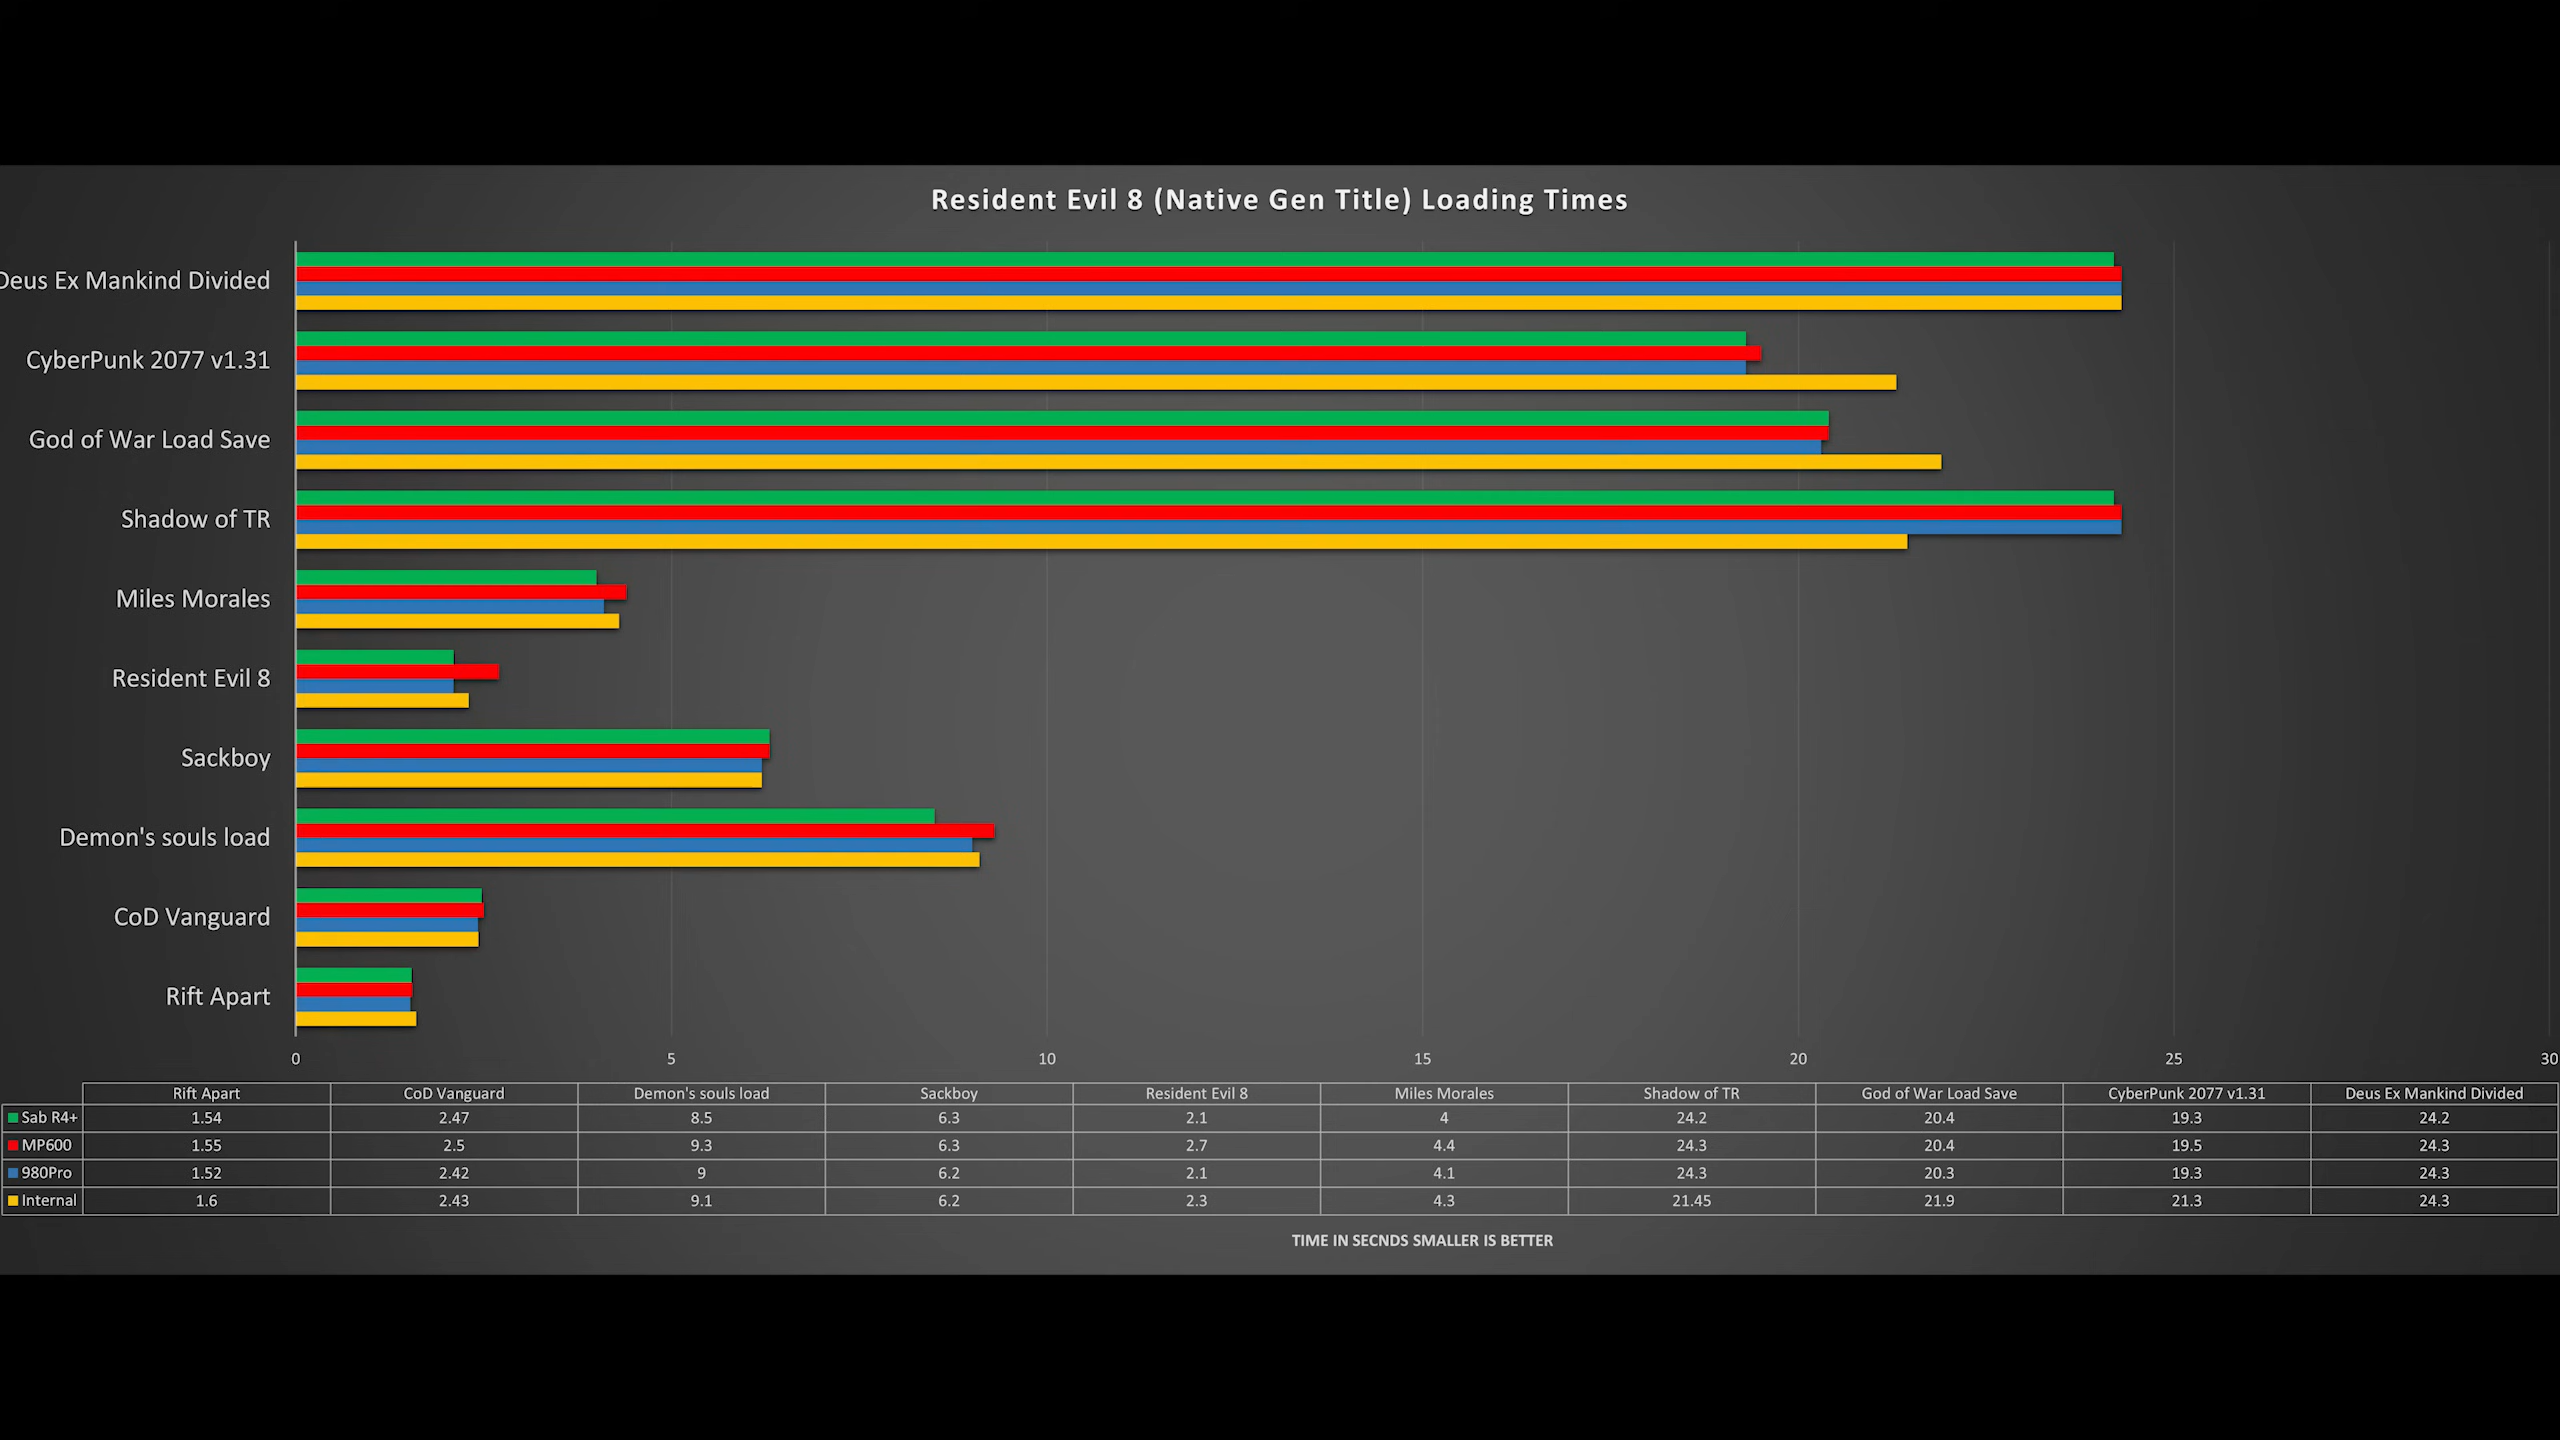 Resident Evil 8 (Native Gen Title) Loading Times
Deus Ex Mankind Divided
CyberPunk 2077 v1.31
God of War Load Save
Shadow of TR
Miles Morales
Resident Evil 8
Sackboy
Demon's souls load
CoD Vanguard
Rift Apart
0 5 10 15 20 25 30
Rift Apart CoD Vanguard Demon's souls load Sackboy Resident Evil 8 Miles Morales Shadow of TR God of War Load Save CyberPunk 2077 v1.31 Deus Ex Mankind Divided
Sab R4+ 1.54 2.47 8.5 6.3 2.1 4 24.2 20.4 19.3 24.2
MP600 1.55 2.5 9.3 6.3 2.7 4.4 24.3 20.4 19.5 24.3
980Pro 1.52 2.42 9 6.2 2.1 4.1 24.3 20.3 19.3 24.3
Internal 1.6 2.43 9.1 6.2 2.3 4.3 21.45 21.9 21.3 24.3
TIME IN SECNDS SMALLER IS BETTER